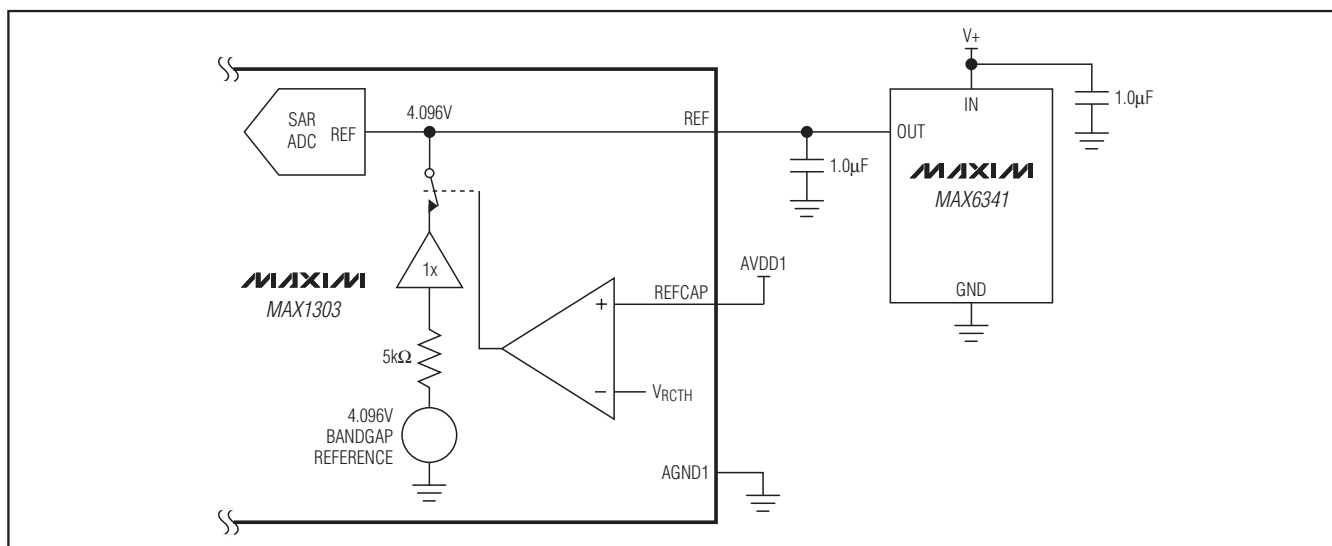 V+
1.0μF
IN
OUT
MAXIM
MAX6341
GND
SAR
ADC
REF
4.096V
REF
1.0μF
MAXIM
MAX1303
1x
AVDD1
REFCAP
+
−
VRCTH
5kΩ
4.096V
BANDGAP
REFERENCE
AGND1